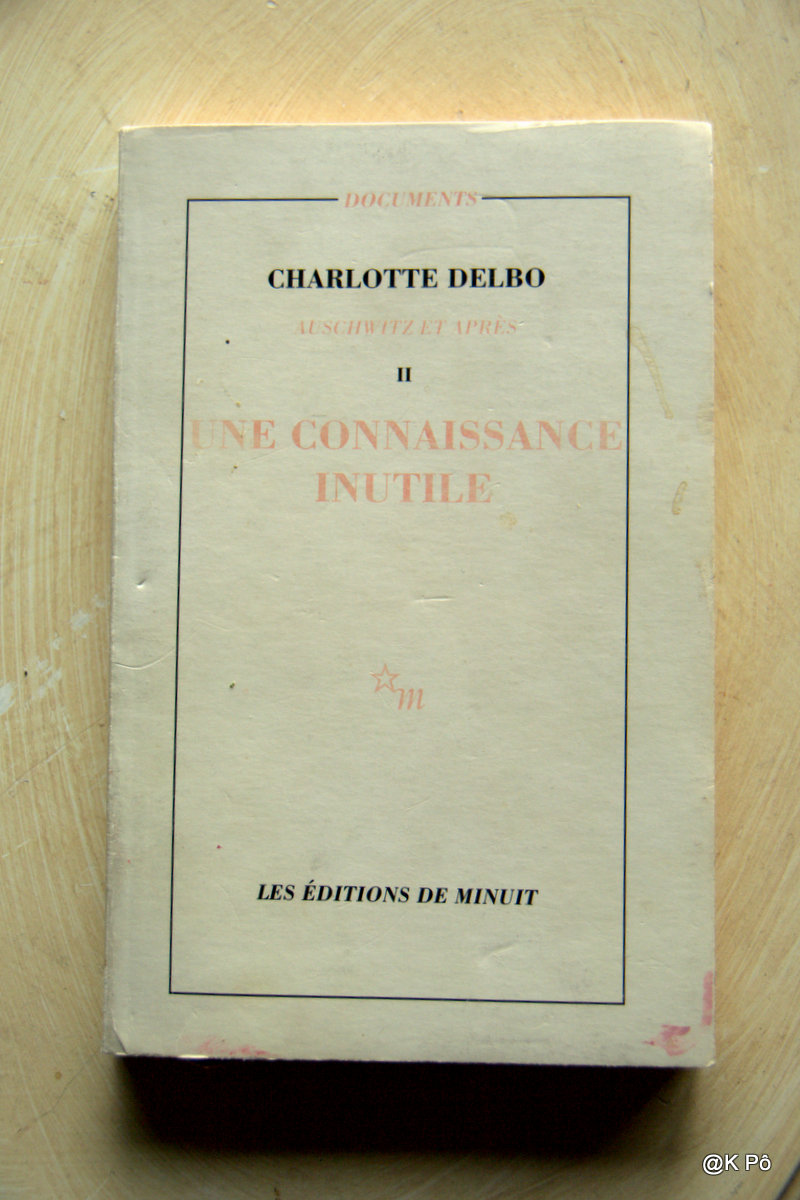 DOCUMENTS
CHARLOTTE DELBO
AUSCHWITZ ET APRÈS
II
UNE CONNAISSANCE
INUTILE
m
LES ÉDITIONS DE MINUIT
@K Pô